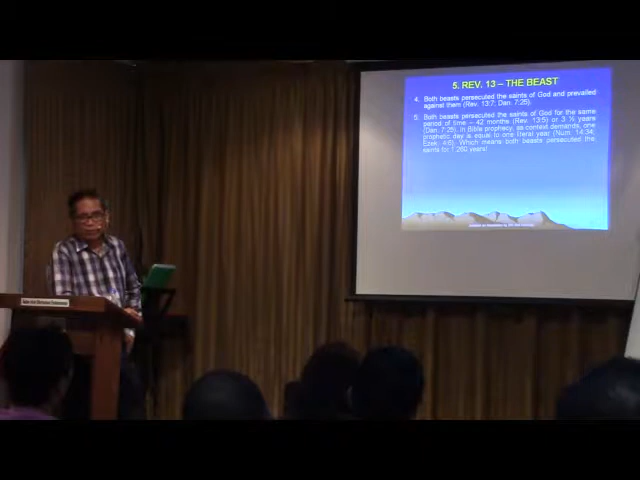 5. REV. 13 – THE BEAST
4. Both beasts persecuted the saints of God and prevailed
against them (Rev. 13:7; Dan. 7:25).
5. Both beasts persecuted the saints of God for the same
period of time – 42 months (Rev. 13:5) or 3 ½ years
(Dan. 7:25). In Bible prophecy, as context demands, one
prophetic day is equal to one literal year (Num. 14:34;
Ezek. 4:6). Which means both beasts persecuted the
saints for 1,260 years!